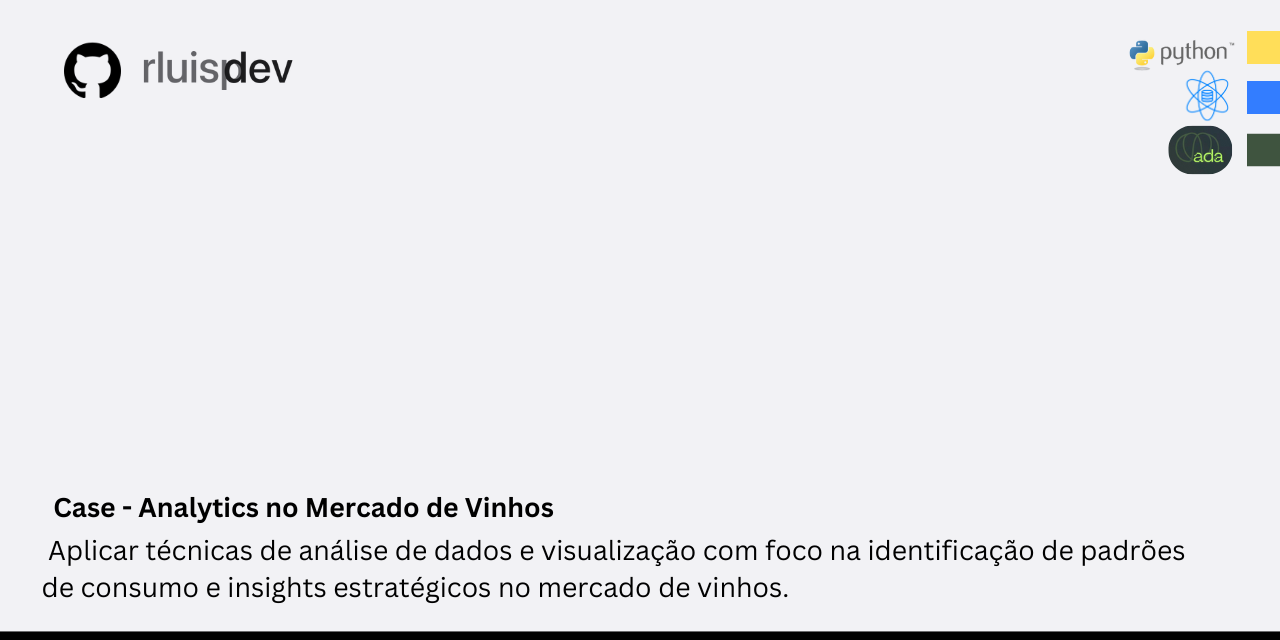 rluispdev
python™
ada
Case - Analytics no Mercado de Vinhos
Aplicar técnicas de análise de dados e visualização com foco na identificação de padrões
de consumo e insights estratégicos no mercado de vinhos.